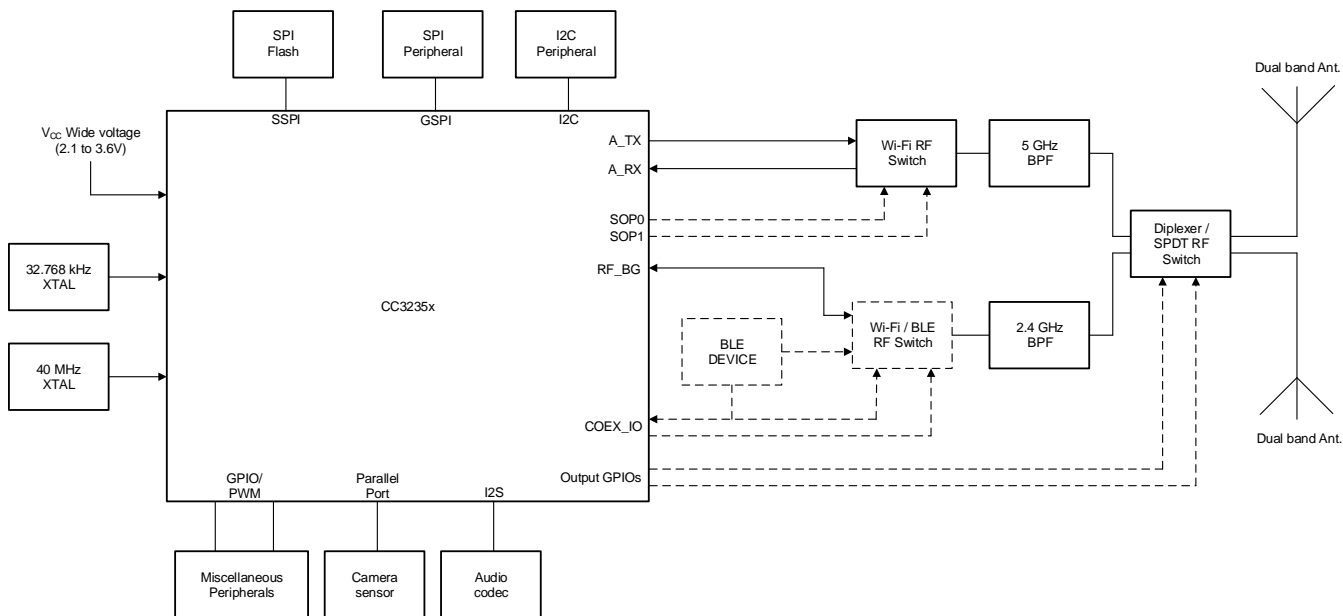 SPI
Flash
SPI
Peripheral
I2C
Peripheral
Dual band Ant.
SSPI
GSPI
I2C
V_CC Wide voltage
(2.1 to 3.6V)
A_TX
A_RX
Wi-Fi RF
Switch
5 GHz
BPF
SOP0
SOP1
Diplexer /
SPDT RF
Switch
32.768 kHz
XTAL
RF_BG
CC3235x
BLE
DEVICE
Wi-Fi / BLE
RF Switch
2.4 GHz
BPF
40 MHz
XTAL
COEX_IO
Dual band Ant.
Output GPIOs
GPIO/
PWM
Parallel
Port
I2S
Miscellaneous
Peripherals
Camera
sensor
Audio
codec